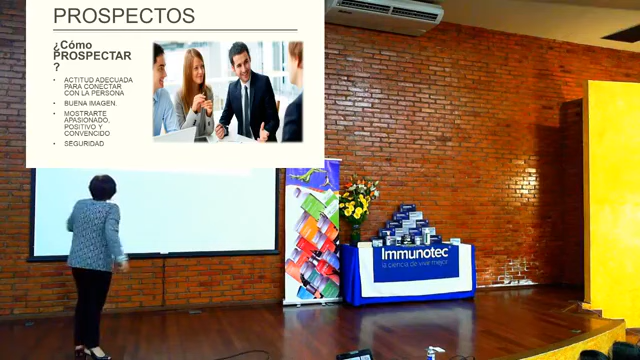 PROSPECTOS
¿Cómo
PROSPECTAR
?
• ACTITUD ADECUADA
PARA CONECTAR
CON LA PERSONA
• BUENA IMAGEN.
• MOSTRARTE
APASIONADO,
POSITIVO Y
CONVENCIDO
• SEGURIDAD
Immunotec
la ciencia de vivir mejor